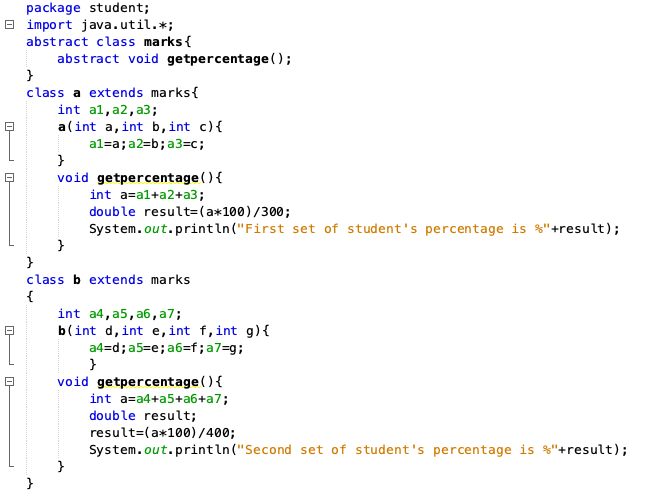 package student;
import java.util.*;
abstract class marks{
    abstract void getpercentage();
}
class a extends marks{
    int a1,a2,a3;
    a(int a,int b,int c){
        a1=a;a2=b;a3=c;
    }
    void getpercentage(){
        int a=a1+a2+a3;
        double result=(a*100)/300;
        System.out.println("First set of student's percentage is %"+result);
    }
}
class b extends marks
{
    int a4,a5,a6,a7;
    b(int d,int e,int f,int g){
        a4=d;a5=e;a6=f;a7=g;
        }
    void getpercentage(){
        int a=a4+a5+a6+a7;
        double result;
        result=(a*100)/400;
        System.out.println("Second set of student's percentage is %"+result);
    }
}